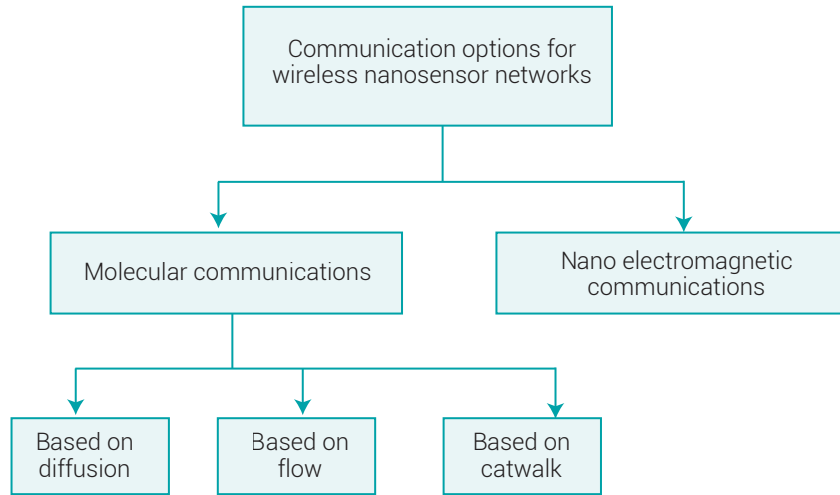 Communication options for
wireless nanosensor networks
Molecular communications
Nano electromagnetic
communications
Based on
diffusion
Based on
flow
Based on
catwalk